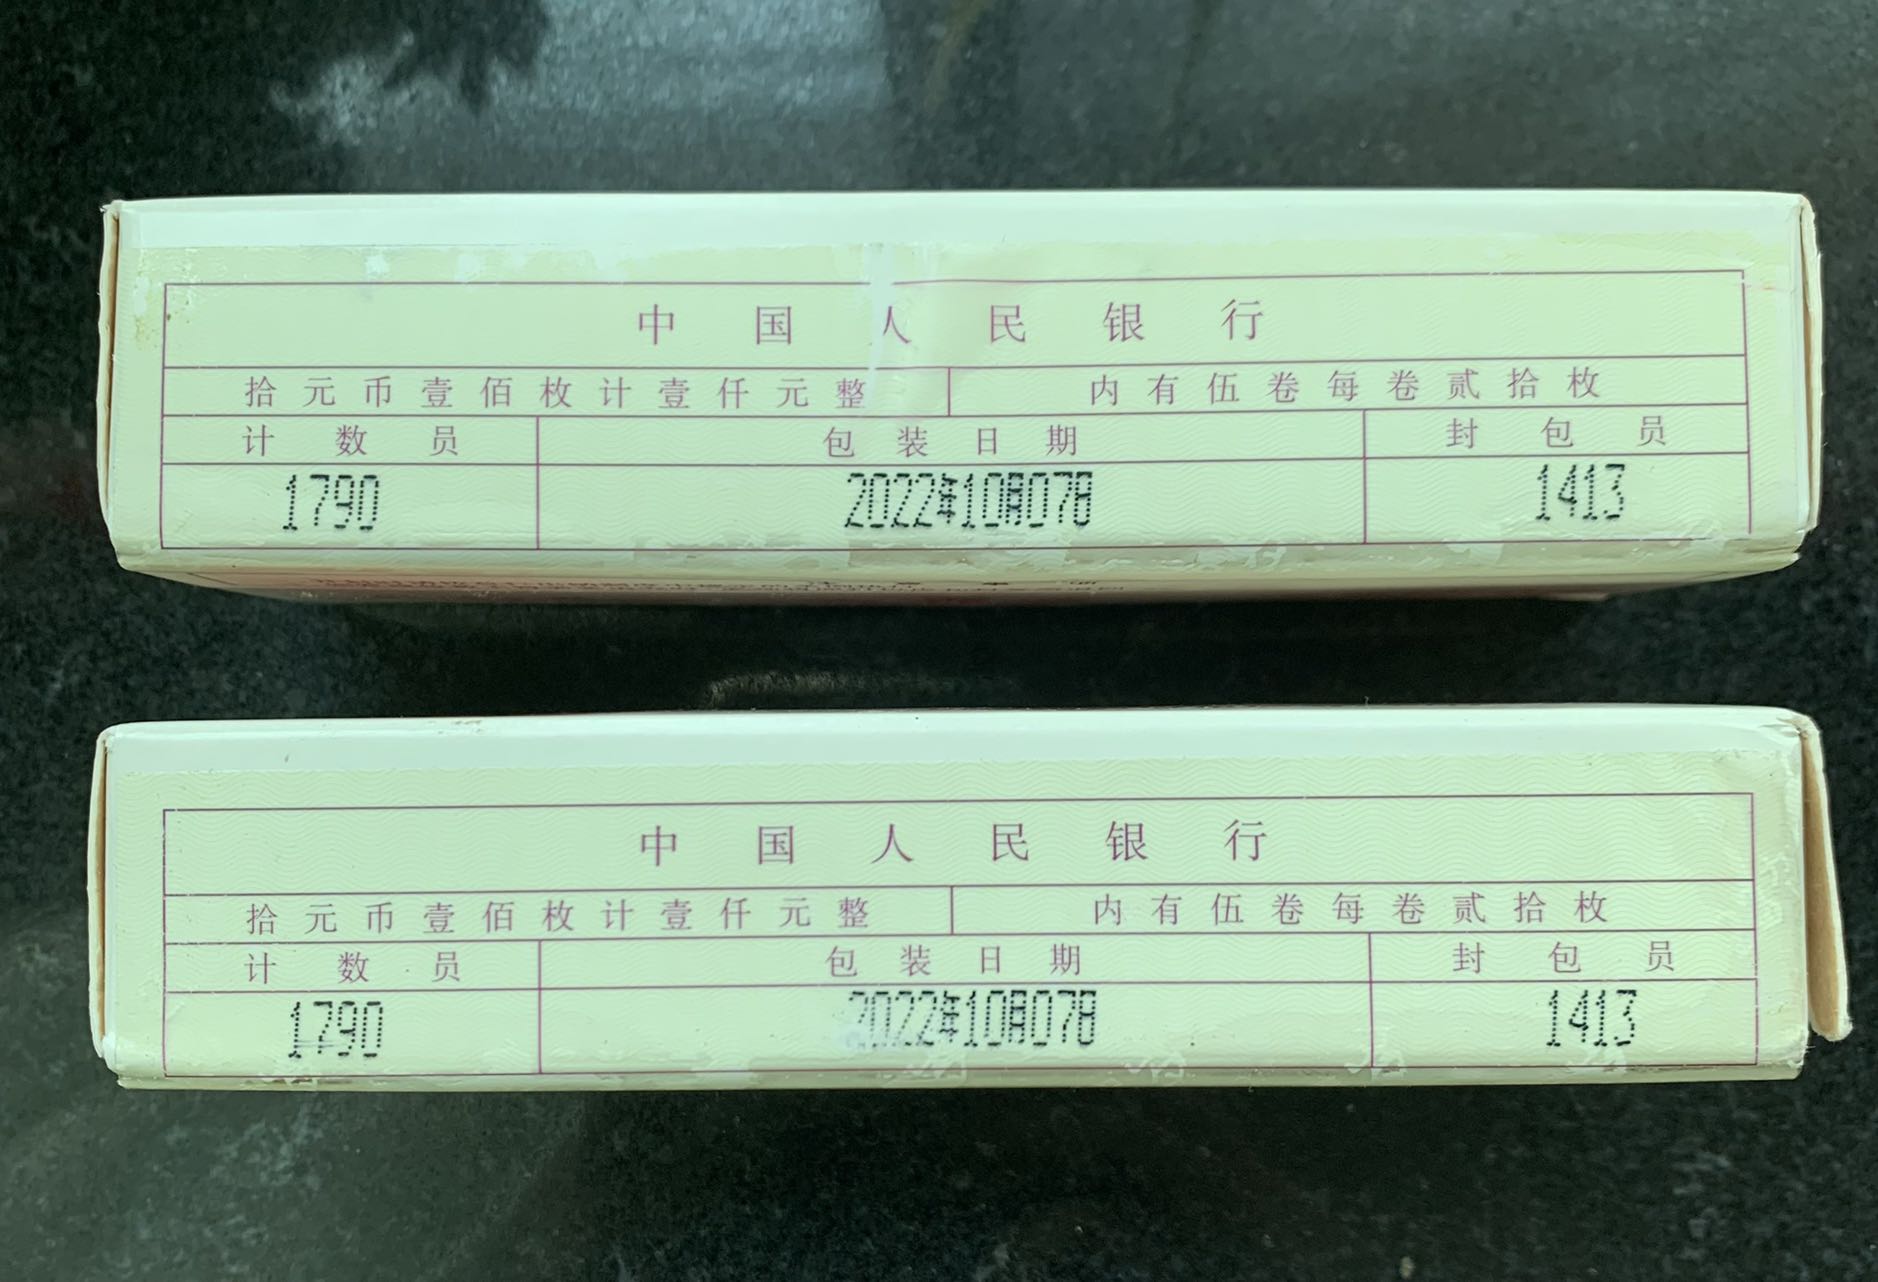 中国人民银行
拾元币壹佰枚计壹仟元整 内有伍卷每卷贰拾枚
计数员 包装日期 封包员
1790 2022年10月07日 1413
中国人民银行
拾元币壹佰枚计壹仟元整 内有伍卷每卷贰拾枚
计数员 包装日期 封包员
1790 2022年10月07日 1413